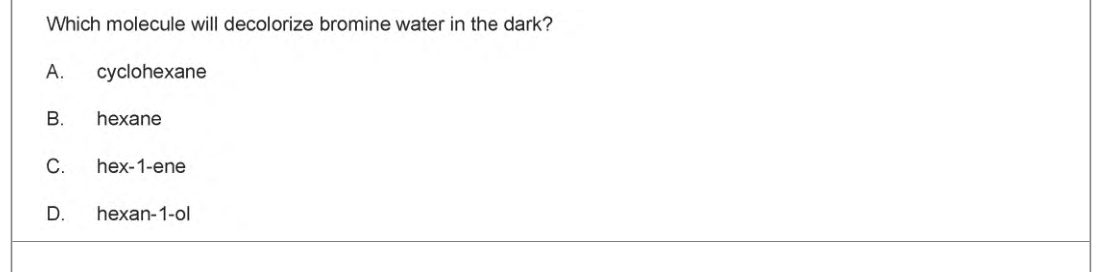 Which molecule will decolorize bromine water in the dark?
A. cyclohexane
B. hexane
C. hex-1-ene
D. hexan-1-ol